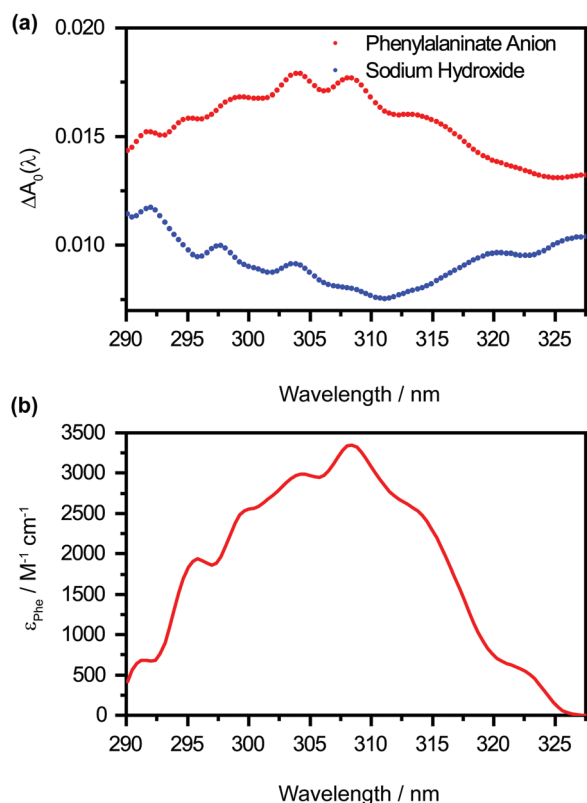 (a)
0.020
Phenylalaninate Anion
Sodium Hydroxide
0.015
ΔA₀(λ)
0.010
290 295 300 305 310 315 320 325
Wavelength / nm
(b)
3500
3000
2500
2000
ε_Phe / M⁻¹ cm⁻¹
1500
1000
500
0
290 295 300 305 310 315 320 325
Wavelength / nm